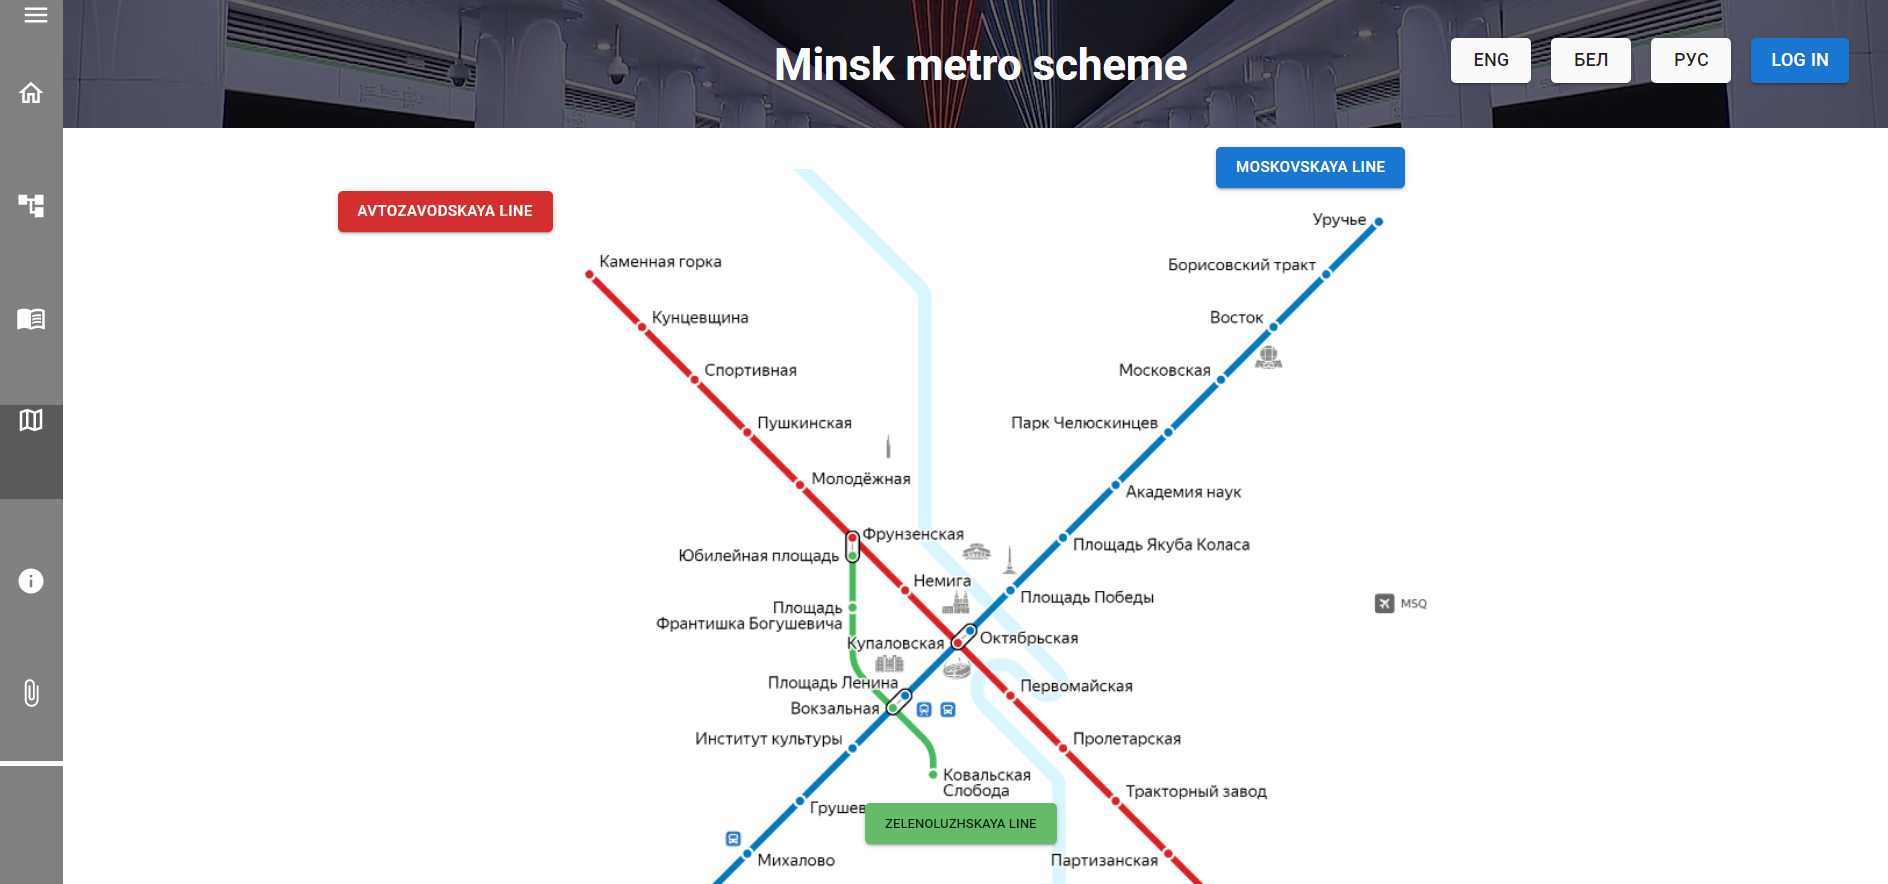 Minsk metro scheme
ENG
БЕЛ
РУС
LOG IN
MOSKOVSKAYA LINE
AVTOZAVODSKAYA LINE
Уручье
Каменная горка
Борисовский тракт
Кунцевщина
Восток
Спортивная
Московская
Пушкинская
Парк Челюскинцев
Молодёжная
Академия наук
Фрунзенская
Юбилейная площадь
Площадь Якуба Коласа
Немига
Площадь Победы
MSQ
Площадь
Франтишка Богушевича
Купаловская
Октябрьская
Площадь Ленина
Первомайская
Вокзальная
Институт культуры
Пролетарская
Ковальская
Слобода
Тракторный завод
Грушев
ZELENOLUZHSKAYA LINE
Михалово
Партизанская